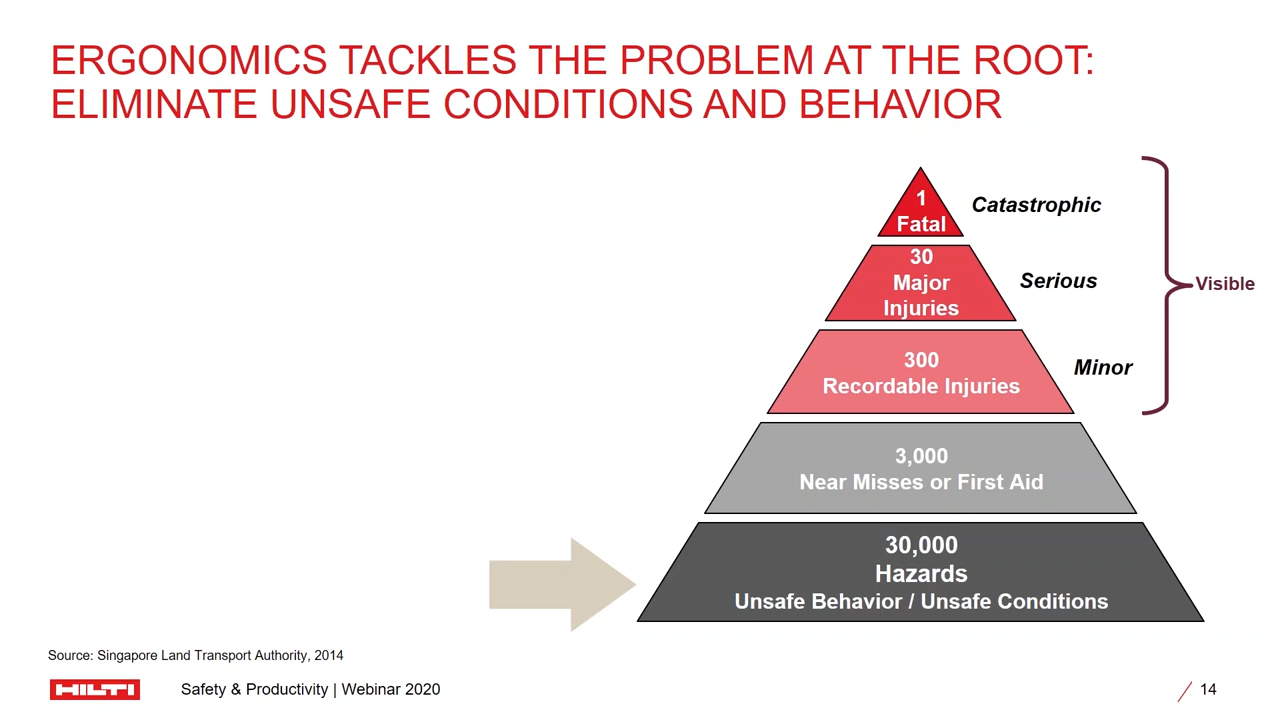 ERGONOMICS TACKLES THE PROBLEM AT THE ROOT:
ELIMINATE UNSAFE CONDITIONS AND BEHAVIOR
1
Fatal
Catastrophic
30
Major
Injuries
Serious
Visible
300
Recordable Injuries
Minor
3,000
Near Misses or First Aid
30,000
Hazards
Unsafe Behavior / Unsafe Conditions
Source: Singapore Land Transport Authority, 2014
HILTI
Safety & Productivity | Webinar 2020
14